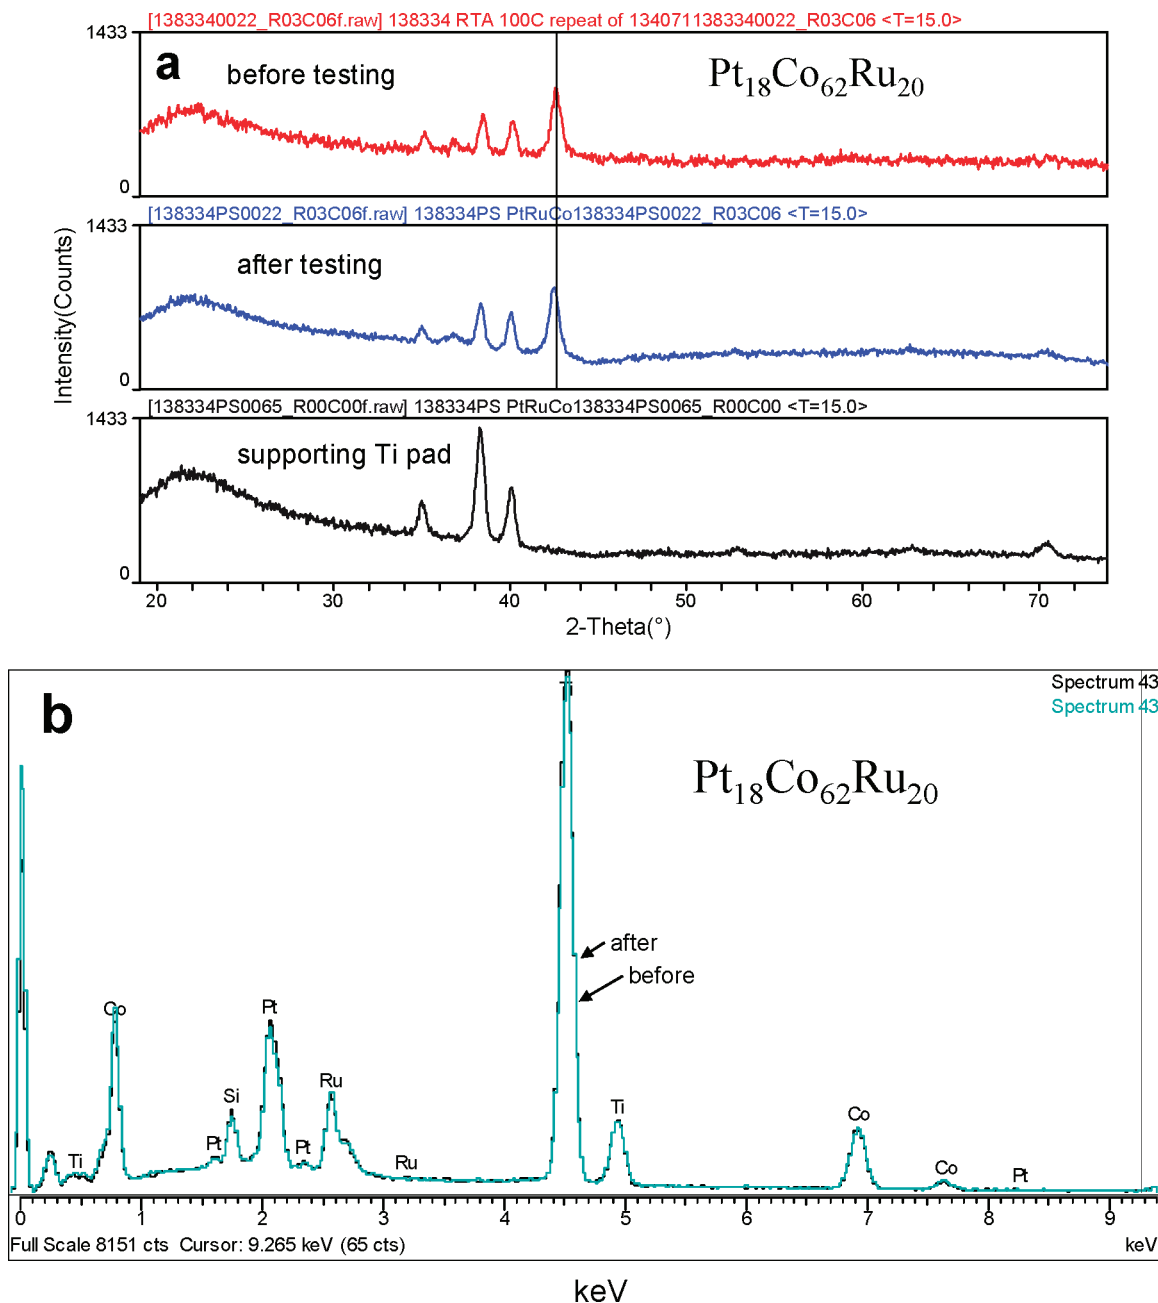 [1383340022_R03C06f.raw] 138334 RTA 100C repeat of 1340711383340022_R03C06 <T=15.0>
1433
a
before testing
Pt18Co62Ru20
0
[138334PS0022_R03C06f.raw] 138334PS PtRuCo138334PS0022_R03C06 <T=15.0>
1433
after testing
Intensity(Counts)
0
[138334PS0065_R00C00f.raw] 138334PS PtRuCo138334PS0065_R00C00 <T=15.0>
1433
supporting Ti pad
0
20 30 40 50 60 70
2-Theta(°)
b
Spectrum 43
Spectrum 43
Pt18Co62Ru20
after
before
Co
Pt
Ru
Si
Ti
Co
Pt
Pt
Ti
Ru
Co
Pt
0 1 2 3 4 5 6 7 8 9
Full Scale 8151 cts Cursor: 9.265 keV (65 cts)
keV
keV